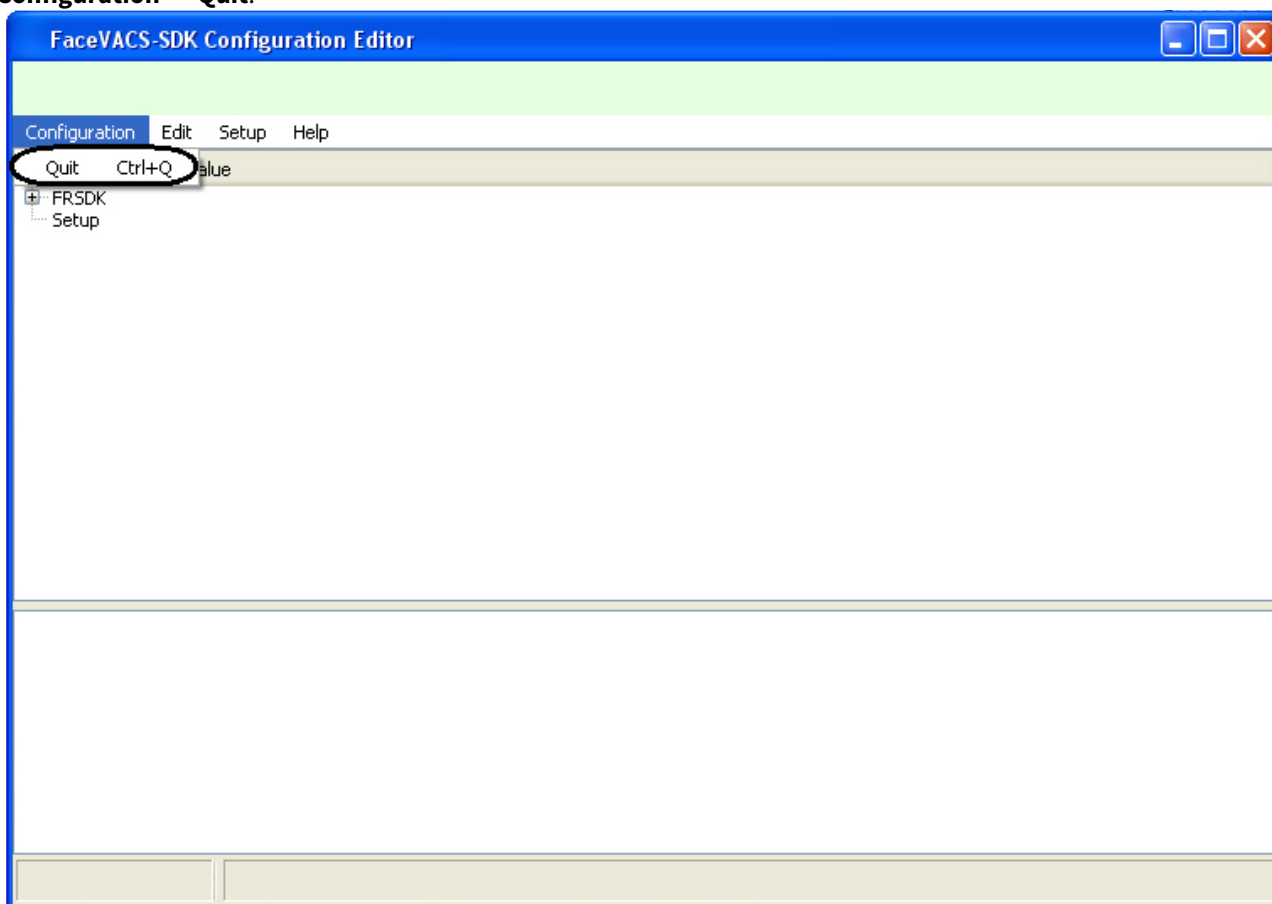 Configuration Quit.
FaceVACS-SDK Configuration Editor
Configuration Edit Setup Help
Quit Ctrl+Q alue
FRSDK
Setup